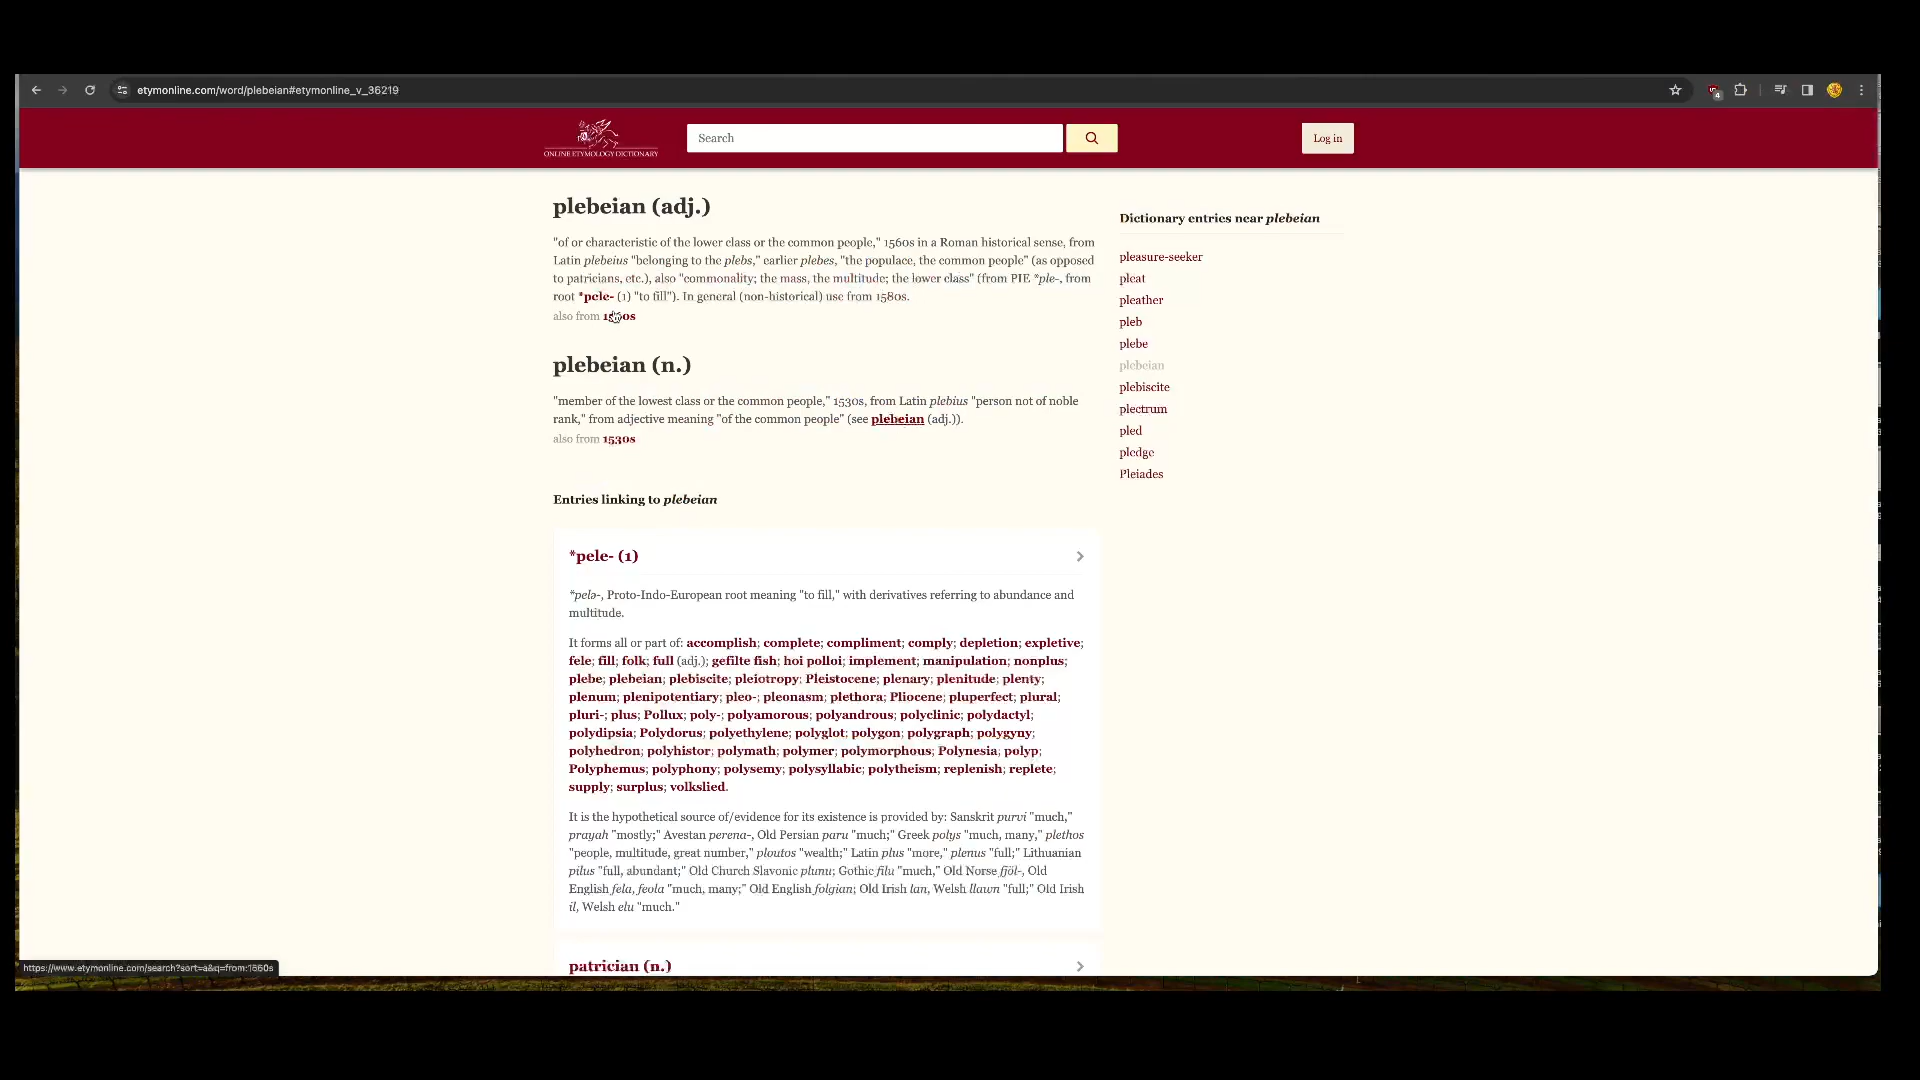 etymonline.com/word/plebeian#etymonline_v_36219
4
ONLINE ETYMOLOGY DICTIONARY
Search
Log in
plebeian (adj.)
"of or characteristic of the lower class or the common people," 1560s in a Roman historical sense, from
Latin plebeius "belonging to the plebs," earlier plebes, "the populace, the common people" (as opposed
to patricians, etc.), also "commonality; the mass, the multitude; the lower class" (from PIE *ple-, from
root *pele- (1) "to fill"). In general (non-historical) use from 1580s.
also from
plebeian (n.)
"member of the lowest class or the common people," 1530s, from Latin plebius "person not of noble
rank," from adjective meaning "of the common people" (see plebeian (adj.)).
also from 1530s
Entries linking to plebeian
*pele- (1)
*pelə-, Proto-Indo-European root meaning "to fill," with derivatives referring to abundance and
multitude.
It forms all or part of: accomplish; complete; compliment; comply; depletion; expletive;
fele; fill; folk; full (adj.); gefilte fish; hoi polloi; implement; manipulation; nonplus;
plebe; plebeian; plebiscite; pleiotropy; Pleistocene; plenary; plenitude; plenty;
plenum; plenipotentiary; pleo-; pleonasm; plethora; Pliocene; pluperfect; plural;
pluri-; plus; Pollux; poly-; polyamorous; polyandrous; polyclinic; polydactyl;
polydipsia; Polydorus; polyethylene; polyglot; polygon; polygraph; polygyny;
polyhedron; polyhistor; polymath; polymer; polymorphous; Polynesia; polyp;
Polyphemus; polyphony; polysemy; polysyllabic; polytheism; replenish; replete;
supply; surplus; volkslied.
It is the hypothetical source of/evidence for its existence is provided by: Sanskrit purvi "much,"
prayah "mostly;" Avestan perena-, Old Persian paru "much;" Greek polys "much, many," plethos
"people, multitude, great number," ploutos "wealth;" Latin plus "more," plenus "full;" Lithuanian
pilus "full, abundant;" Old Church Slavonic plunu; Gothic filu "much," Old Norse fjöl-, Old
English fela, feola "much, many;" Old English folgian; Old Irish lan, Welsh llawn "full;" Old Irish
il, Welsh elu "much."
patrician (n.)
Dictionary entries near plebeian
pleasure-seeker
pleat
pleather
pleb
plebe
plebeian
plebiscite
plectrum
pled
pledge
Pleiades
https://www.etymonline.com/search?sort=a&q=from:1560s